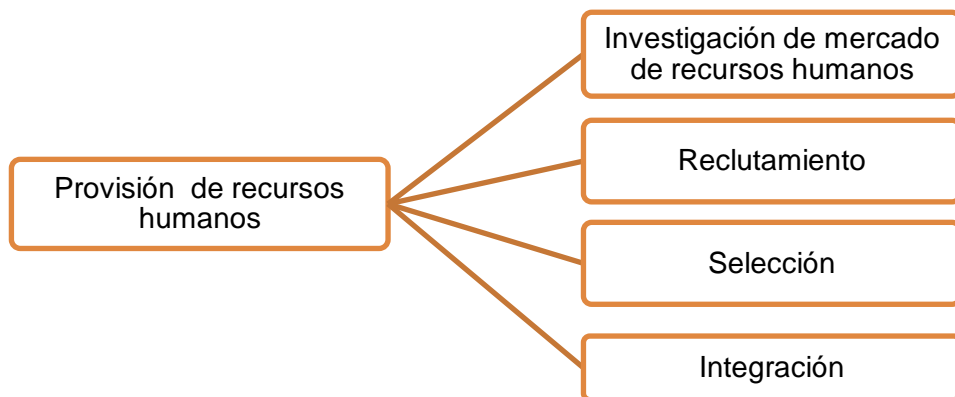 Provisión de recursos
humanos
Investigación de mercado
de recursos humanos
Reclutamiento
Selección
Integración